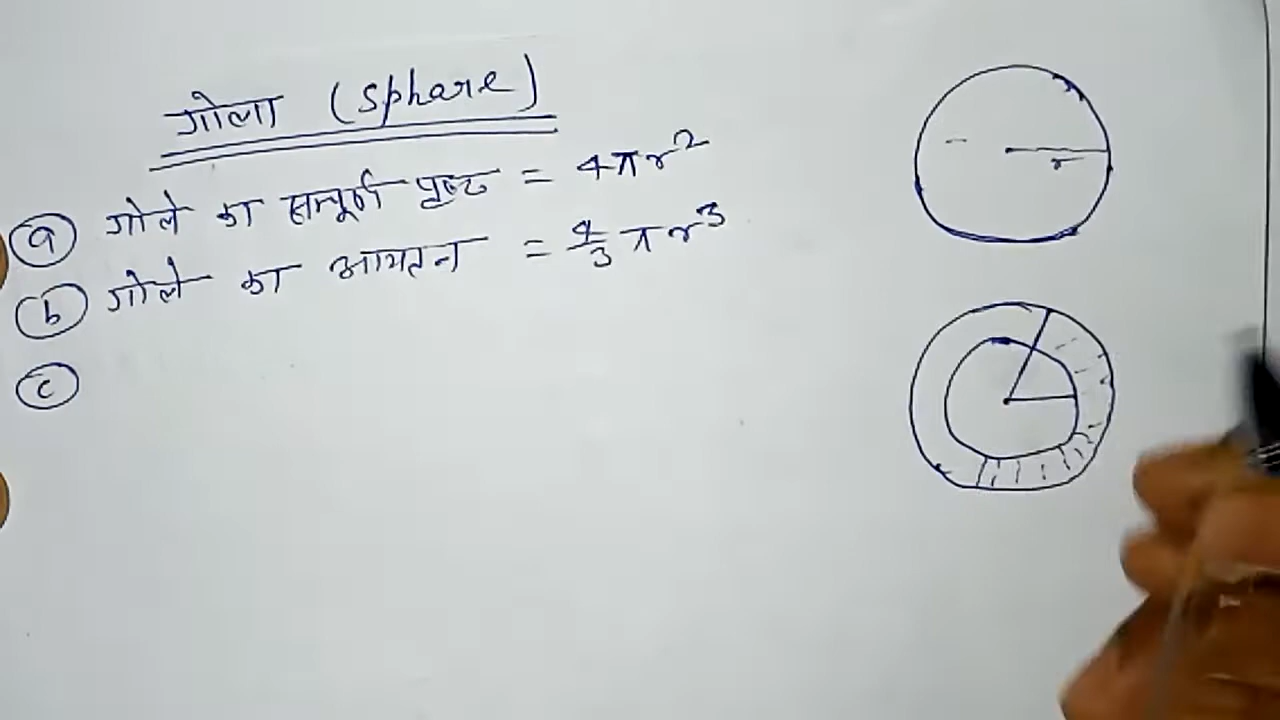 गोला (sphare)
(a) गोले का सम्पूर्ण पृष्ठ = 4πr²
(b) गोले का आयतन = 4/3 πr³
(c)
r